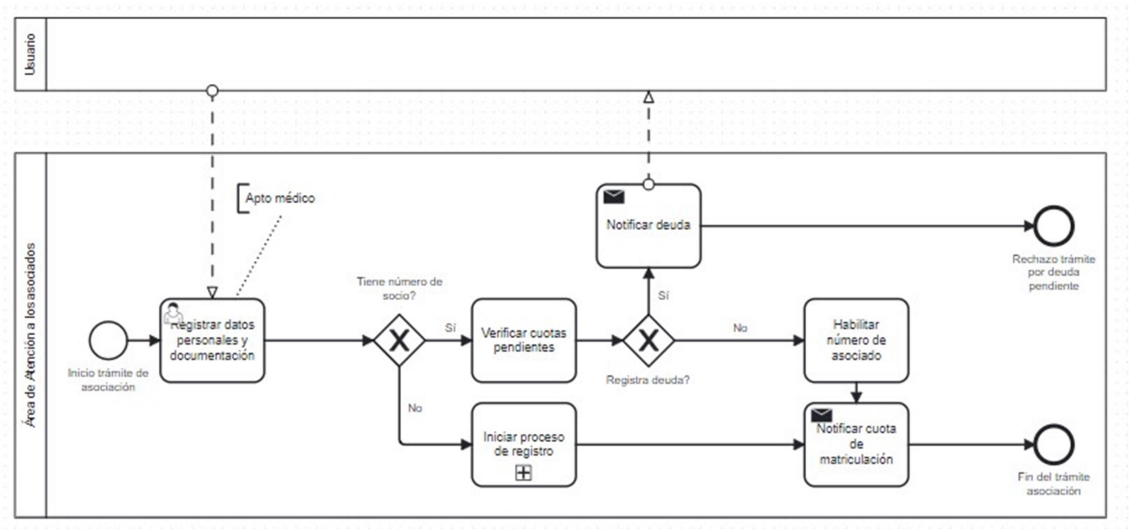 Usuario
Área de Atención a los asociados
Apto médico
Notificar deuda
Rechazo trámite
por deuda
pendiente
Inicio trámite de
asociación
Registrar datos
personales y
documentación
Tiene número de
socio?
Sí
No
Verificar cuotas
pendientes
Registra deuda?
Sí
No
Habilitar
número de
asociado
Iniciar proceso
de registro
Notificar cuota
de
matriculación
Fin del trámite
asociación